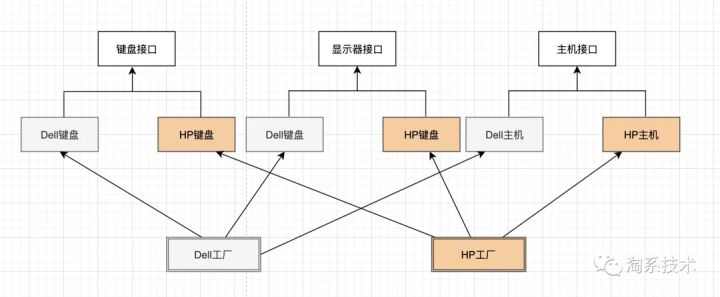 键盘接口
显示器接口
主机接口
Dell键盘
HP键盘
Dell键盘
HP键盘
Dell主机
HP主机
Dell工厂
HP工厂
淘系技术